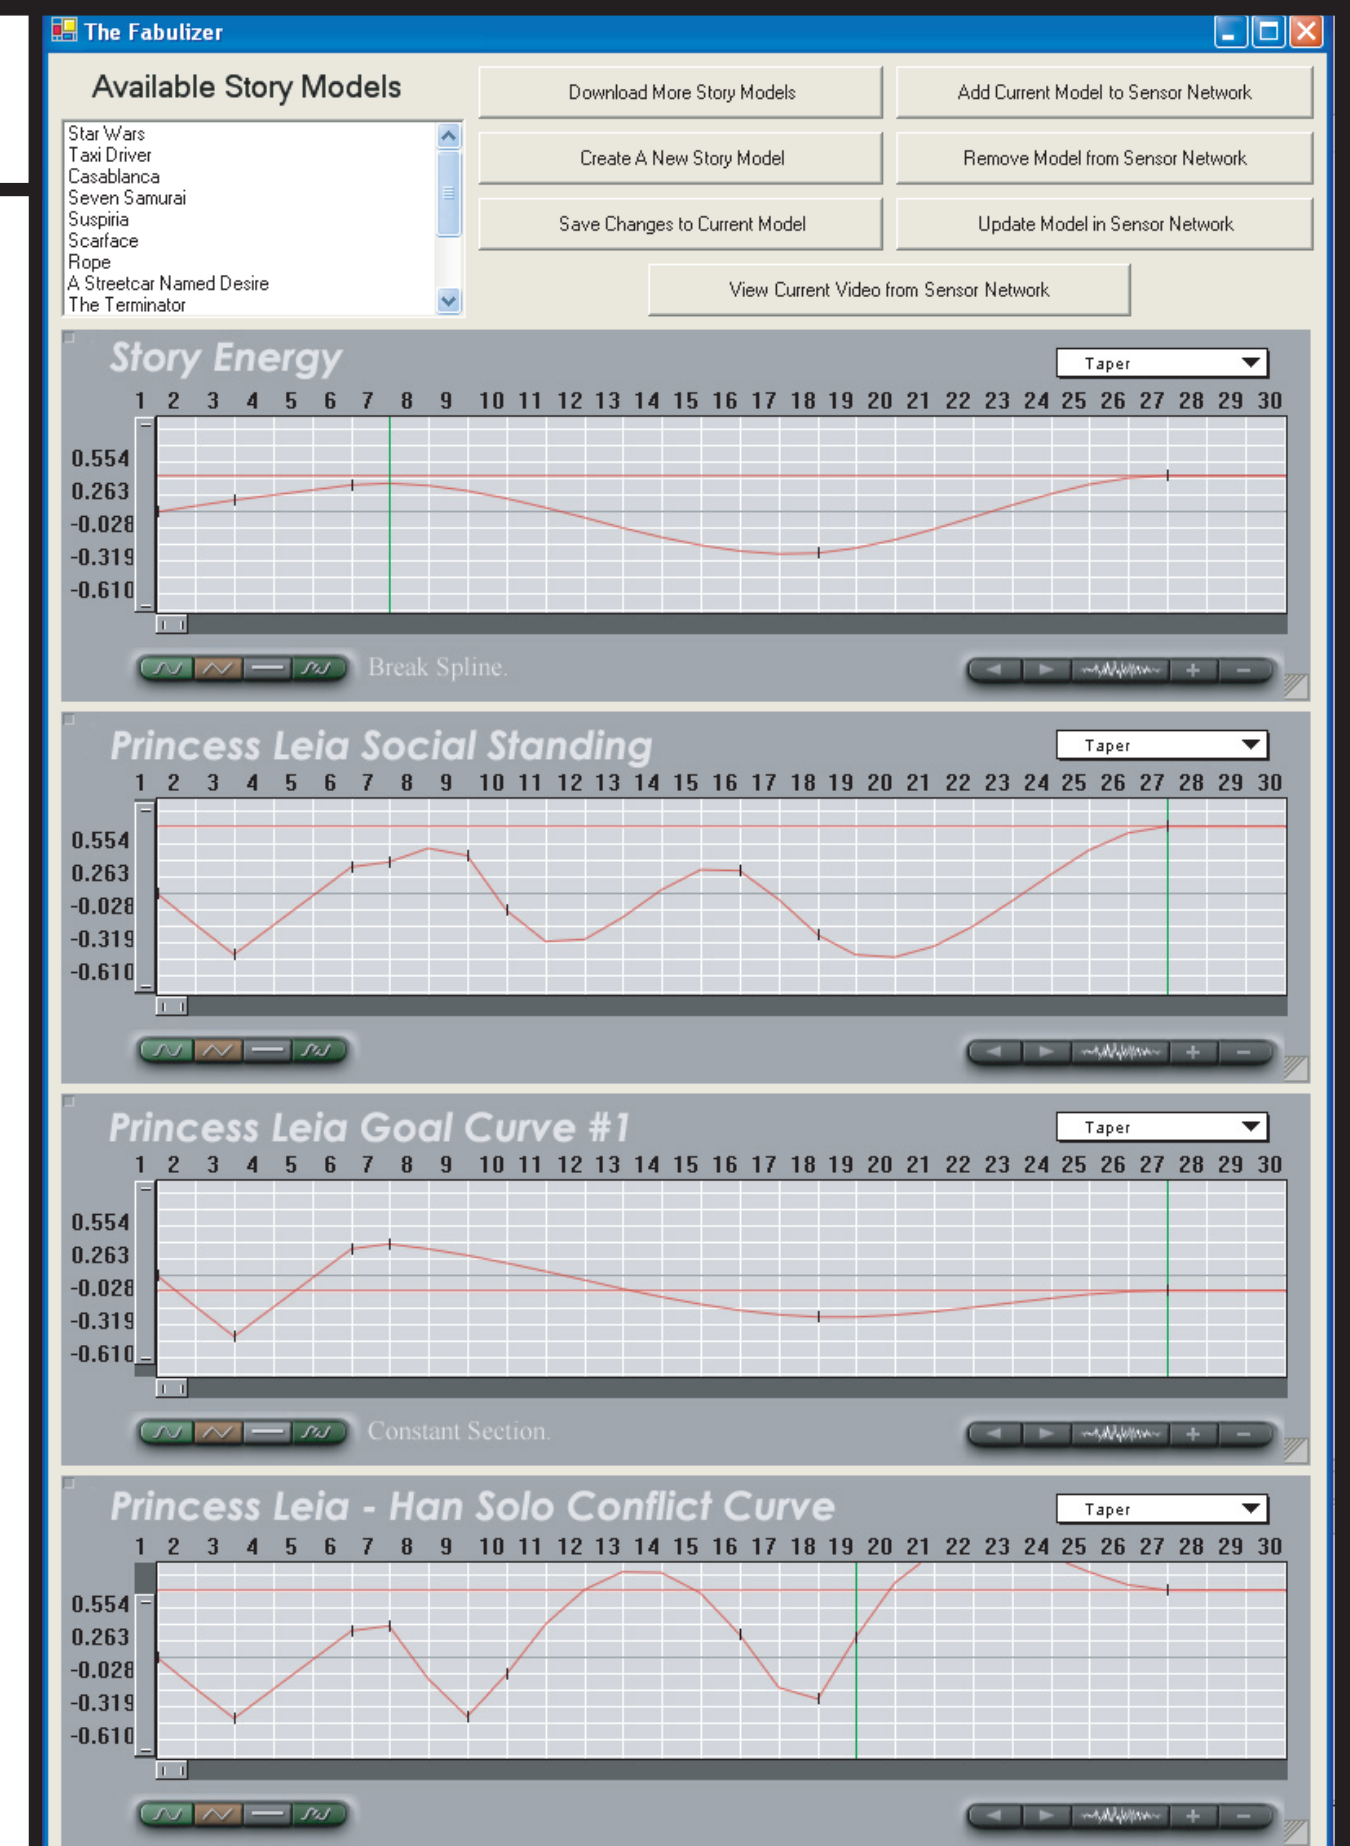 The Fabulizer
Available Story Models
Star Wars
Taxi Driver
Casablanca
Seven Samurai
Suspiria
Scarface
Rope
A Streetcar Named Desire
The Terminator
Download More Story Models
Add Current Model to Sensor Network
Create A New Story Model
Remove Model from Sensor Network
Save Changes to Current Model
Update Model in Sensor Network
View Current Video from Sensor Network
Story Energy
Taper
1 2 3 4 5 6 7 8 9 10 11 12 13 14 15 16 17 18 19 20 21 22 23 24 25 26 27 28 29 30
0.554
0.263
-0.028
-0.319
-0.610
Break Spline.
Princess Leia Social Standing
Taper
1 2 3 4 5 6 7 8 9 10 11 12 13 14 15 16 17 18 19 20 21 22 23 24 25 26 27 28 29 30
0.554
0.263
-0.028
-0.319
-0.610
Princess Leia Goal Curve #1
Taper
1 2 3 4 5 6 7 8 9 10 11 12 13 14 15 16 17 18 19 20 21 22 23 24 25 26 27 28 29 30
0.554
0.263
-0.028
-0.319
-0.610
Constant Section.
Princess Leia - Han Solo Conflict Curve
Taper
1 2 3 4 5 6 7 8 9 10 11 12 13 14 15 16 17 18 19 20 21 22 23 24 25 26 27 28 29 30
0.554
0.263
-0.028
-0.319
-0.610